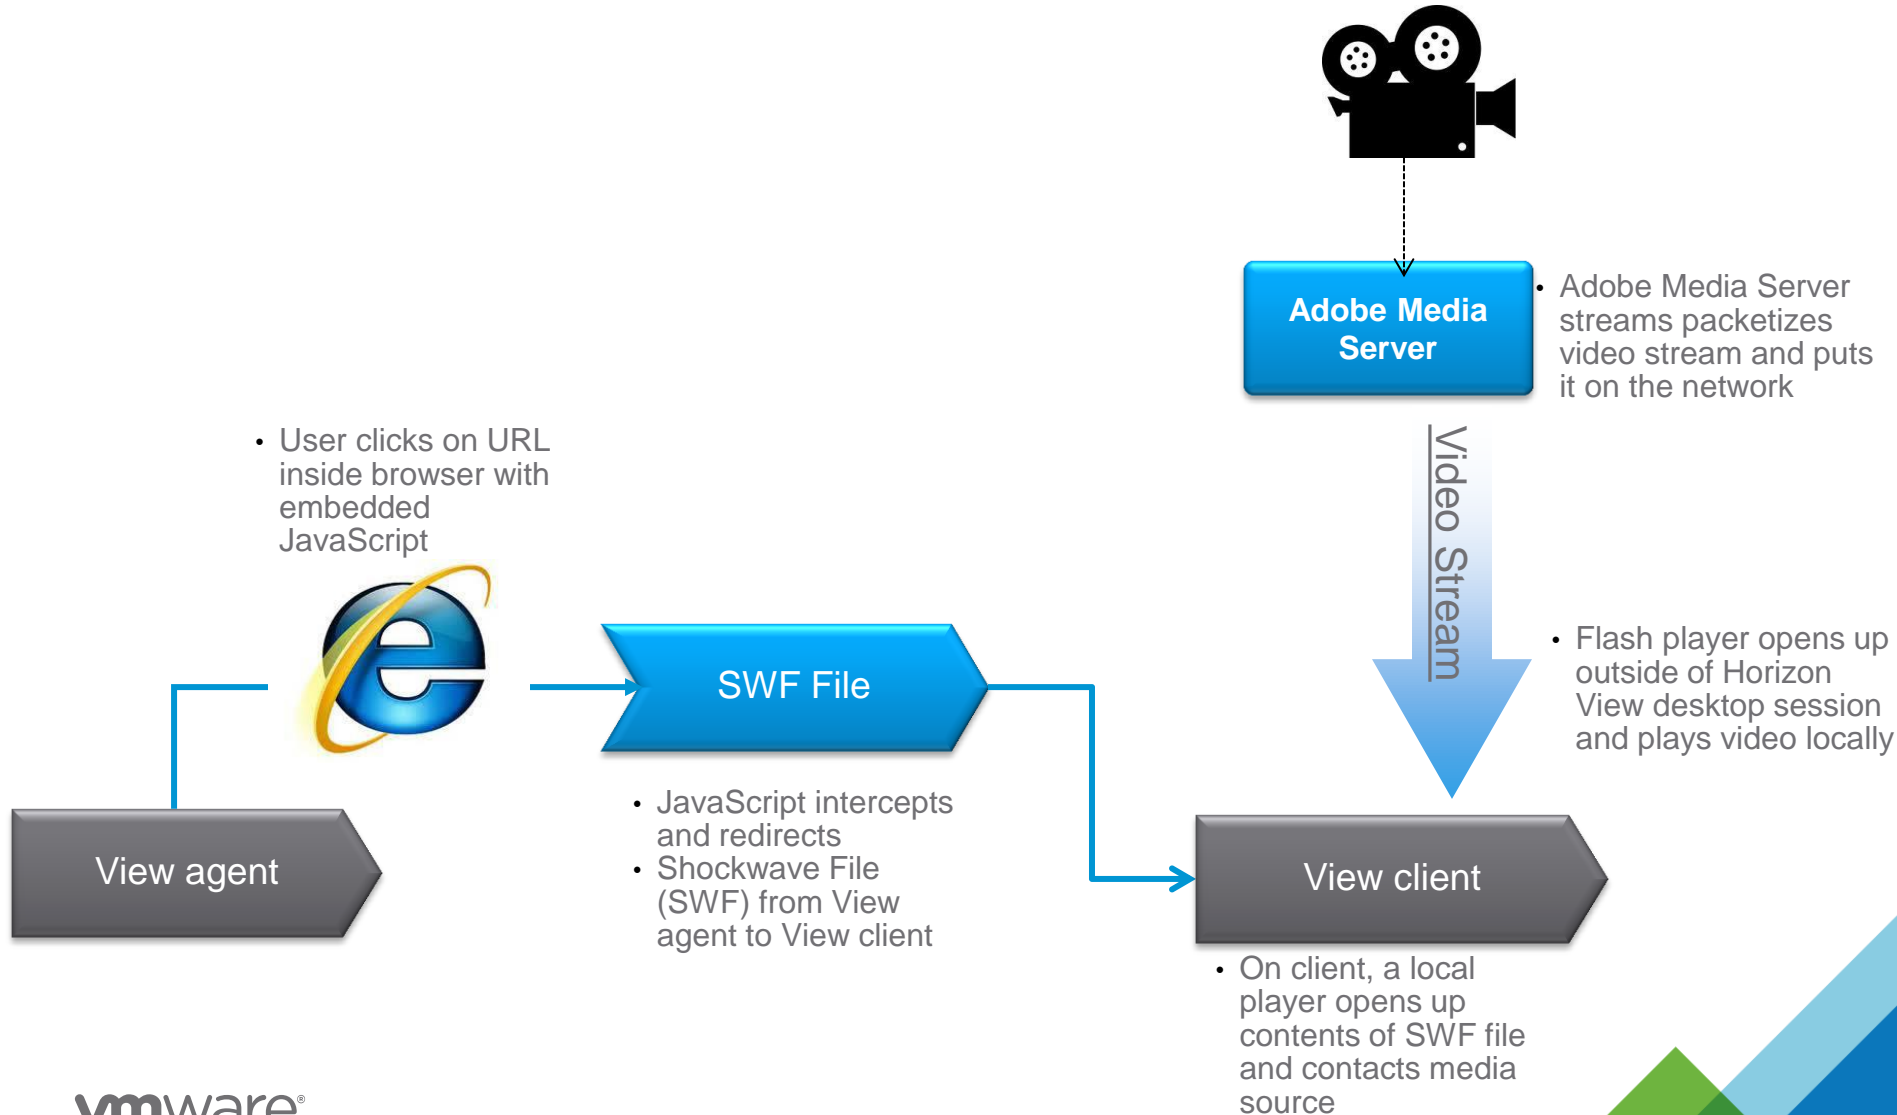 Adobe Media
Server
• Adobe Media Server
streams packetizes
video stream and puts
it on the network
• User clicks on URL
inside browser with
embedded
JavaScript
Video Stream
SWF File
• Flash player opens up
outside of Horizon
View desktop session
and plays video locally
• JavaScript intercepts
and redirects
• Shockwave File
(SWF) from View
agent to View client
View agent
View client
• On client, a local
player opens up
contents of SWF file
and contacts media
source
vmware®